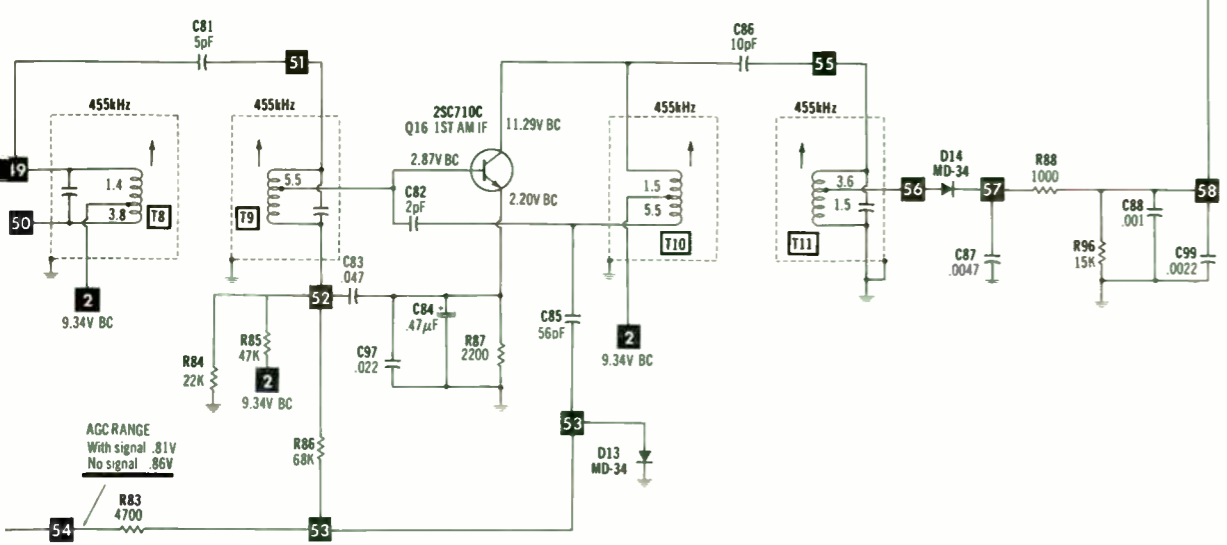 C81
5pF
51
C86
10pF
55
455kHz
455kHz
2SC710C
Q16 1ST AM IF
11.29V BC
455kHz
455kHz
49
1.4
3.8
T8
50
5.5
T9
2.87V BC
C82
2pF
2.20V BC
1.5
5.5
T10
3.6
1.5
T11
56
D14
MD-34
57
R88
1000
58
C88
.001
C87
.0047
R96
15K
C99
.0022
2
9.34V BC
52
C83
.047
C84
+
.47μF
C97
.022
R87
2200
C85
56pF
2
9.34V BC
R84
22K
R85
47K
2
9.34V BC
53
D13
MD-34
R86
68K
AGC RANGE
With signal .81V
No signal .86V
54
R83
4700
53